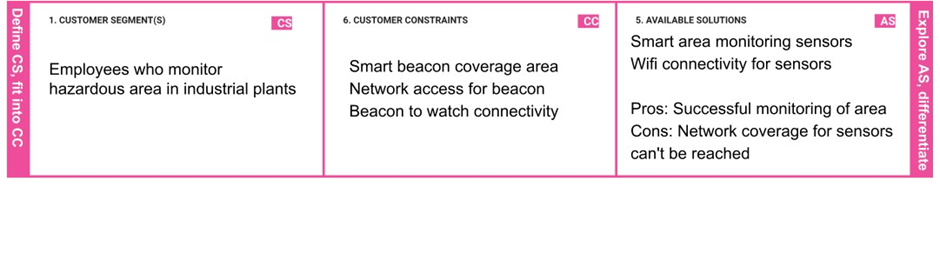 Define CS, fit into CC
1. CUSTOMER SEGMENT(S)
CS
Employees who monitor
hazardous area in industrial plants
6. CUSTOMER CONSTRAINTS
CC
Smart beacon coverage area
Network access for beacon
Beacon to watch connectivity
5. AVAILABLE SOLUTIONS
AS
Smart area monitoring sensors
Wifi connectivity for sensors
Pros: Successful monitoring of area
Cons: Network coverage for sensors
can't be reached
Explore AS, differentiate